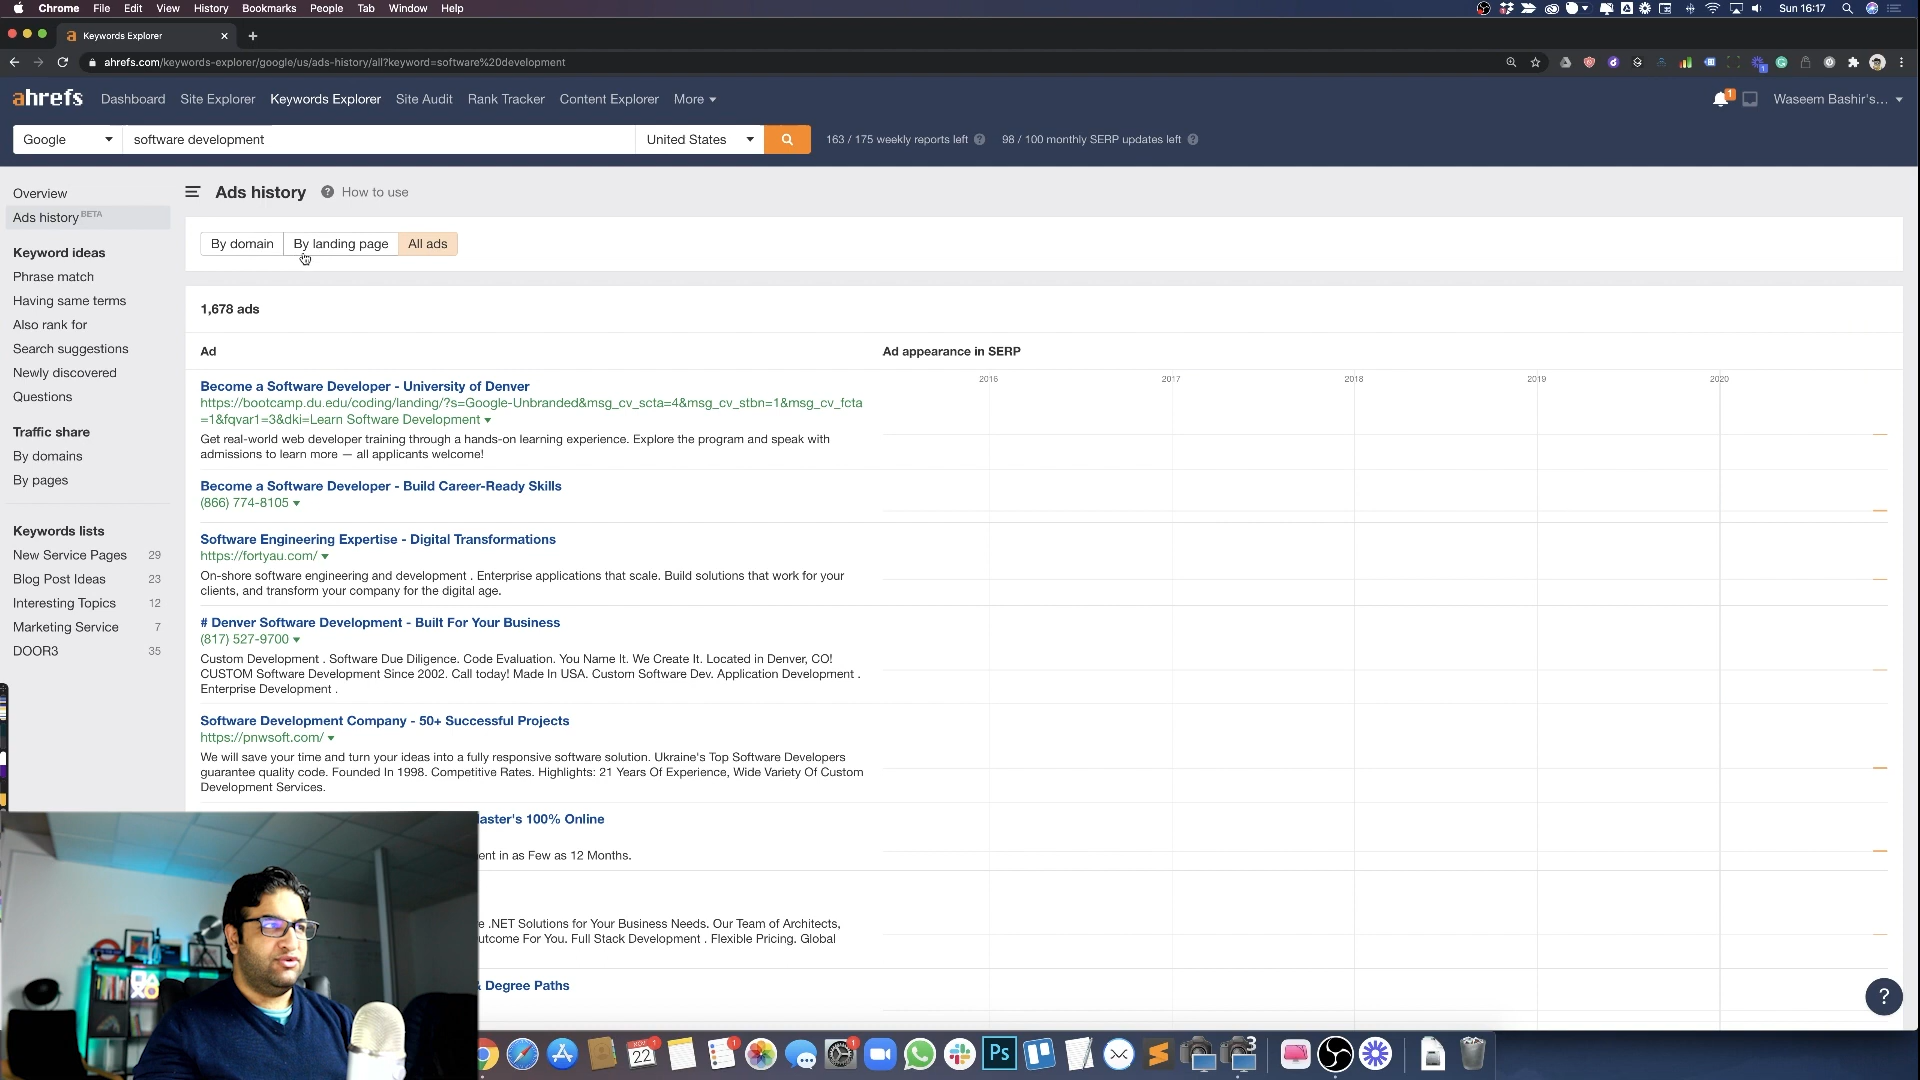 Chrome File Edit View History Bookmarks People Tab Window Help
Sun 16:17
Keywords Explorer
ahrefs.com/keywords-explorer/google/us/ads-history/all?keyword=software%20development
ahrefs Dashboard Site Explorer Keywords Explorer Site Audit Rank Tracker Content Explorer More
1
Waseem Bashir's...
Google software development United States 163 / 175 weekly reports left 98 / 100 monthly SERP updates left
Overview
Ads history BETA
Keyword ideas
Phrase match
Having same terms
Also rank for
Search suggestions
Newly discovered
Questions
Traffic share
By domains
By pages
Keywords lists
New Service Pages 29
Blog Post Ideas 23
Interesting Topics 12
Marketing Service 7
DOOR3 35
Ads history ? How to use
By domain By landing page All ads
1,678 ads
Ad Ad appearance in SERP
2016 2017 2018 2019 2020
Become a Software Developer - University of Denver
https://bootcamp.du.edu/coding/landing/?s=Google-Unbranded&msg_cv_scta=4&msg_cv_stbn=1&msg_cv_fcta
=1&fqvar1=3&dki=Learn Software Development
Get real-world web developer training through a hands-on learning experience. Explore the program and speak with
admissions to learn more — all applicants welcome!
Become a Software Developer - Build Career-Ready Skills
(866) 774-8105
Software Engineering Expertise - Digital Transformations
https://fortyau.com/
On-shore software engineering and development . Enterprise applications that scale. Build solutions that work for your
clients, and transform your company for the digital age.
# Denver Software Development - Built For Your Business
(817) 527-9700
Custom Development . Software Due Diligence. Code Evaluation. You Name It. We Create It. Located in Denver, CO!
CUSTOM Software Development Since 2002. Call today! Made In USA. Custom Software Dev. Application Development .
Enterprise Development .
Software Development Company - 50+ Successful Projects
https://pnwsoft.com/
We will save your time and turn your ideas into a fully responsive software solution. Ukraine's Top Software Developers
guarantee quality code. Founded In 1998. Competitive Rates. Highlights: 21 Years Of Experience, Wide Variety Of Custom
Development Services.
aster's 100% Online
ent in as Few as 12 Months.
e .NET Solutions for Your Business Needs. Our Team of Architects,
utcome For You. Full Stack Development . Flexible Pricing. Global
& Degree Paths
?
NOV
22
1
1
1
Ps
3